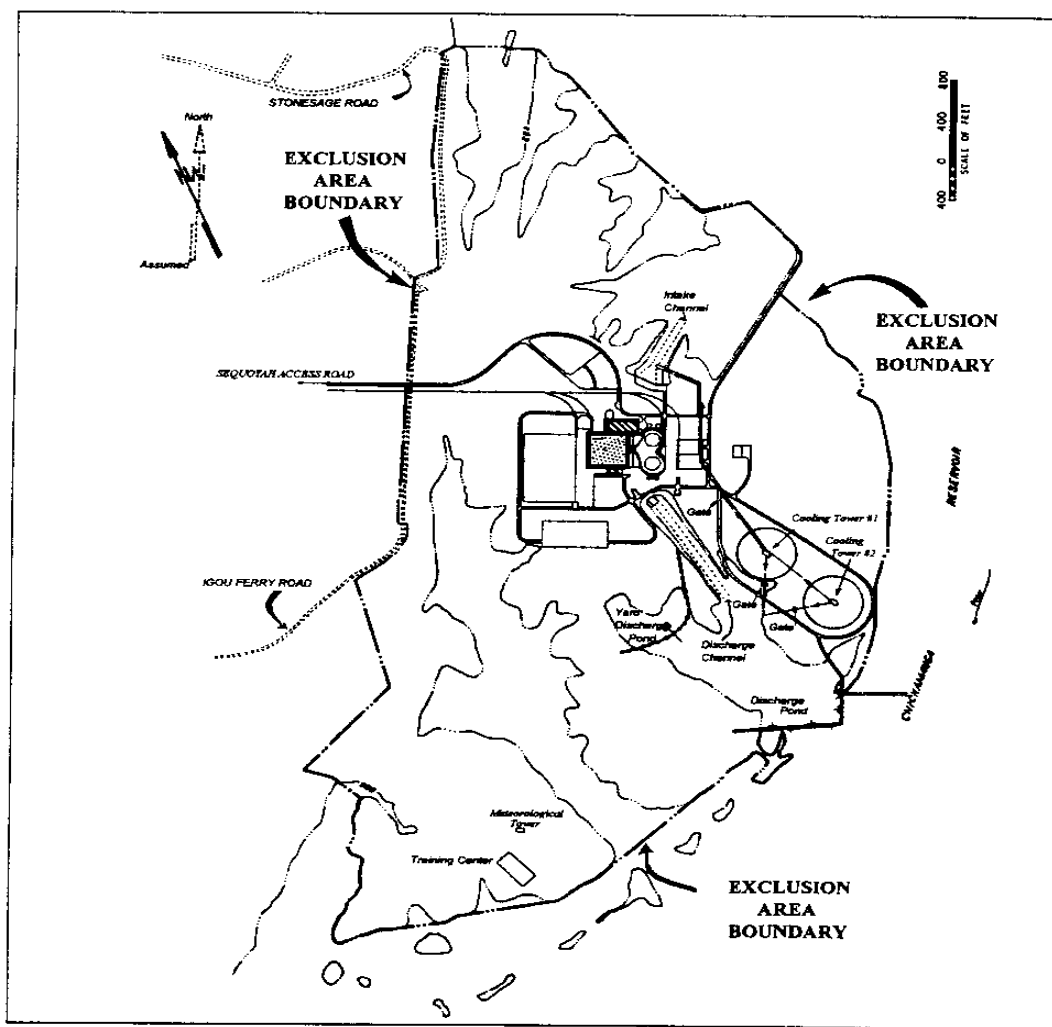 STONESAGE ROAD
North
Assumed
EXCLUSION
AREA
BOUNDARY
800
400
0
400
SCALE OF FEET
Intake
Channel
EXCLUSION
AREA
BOUNDARY
SEQUOYAH ACCESS ROAD
RESERVOIR
Gate
Cooling Tower #1
Cooling
Tower #2
IGOU FERRY ROAD
Yard
Discharge
Pond
Gate
Gate
Discharge
Channel
CHICKAMAUGA
Discharge
Pond
Meteorological
Tower
Training Center
EXCLUSION
AREA
BOUNDARY